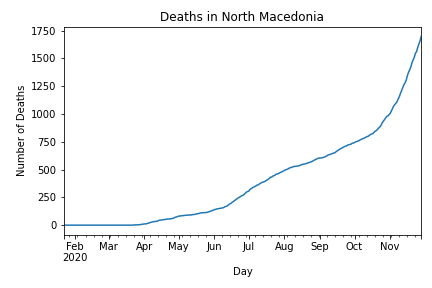 Deaths in North Macedonia
Number of Deaths
1750
1500
1250
1000
750
500
250
0
Feb Mar Apr May Jun Jul Aug Sep Oct Nov
2020
Day